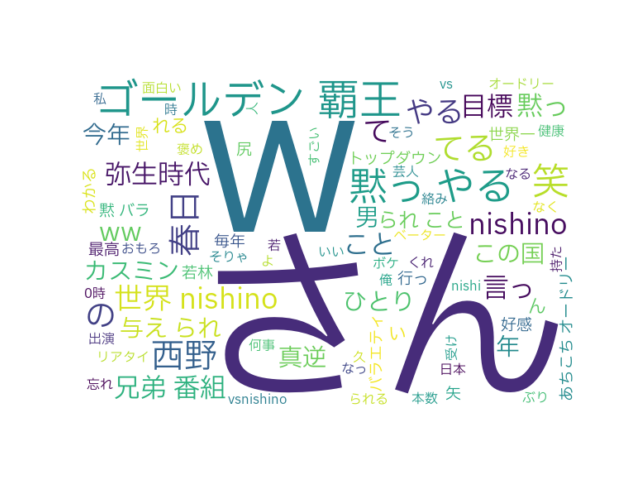 ゴールデン 覇王
面白い
私
時
く
vs
オードリー
今年
れる
世界
褒め
尻
すごい
て
そう
やる
目標
黙っ
世界一
健康
わかる
弥生時代
トップダウン
芸人
てる
好き
黙っ やる
なる
笑
W
黙 バラ
ww
春日
男
られ こと
絡み
なく
nishino
最高
おもろ
毎年
若
そりゃ
よ
いい
こと
ペーター
この国
持た
カスミン
若林
ポケ
くれ
行っ
俺
nishi
言っ
0時
の
世界 nishino
さん
ひとり
ん
出演
与え られ
バラエティ
い
好感
年
あちこち オードリー
リアタイ
西野
何事
真逆
久
なっ
受け
日本
忘れ
兄弟 番組
vsnishino
られる
本数
矢
ぶり